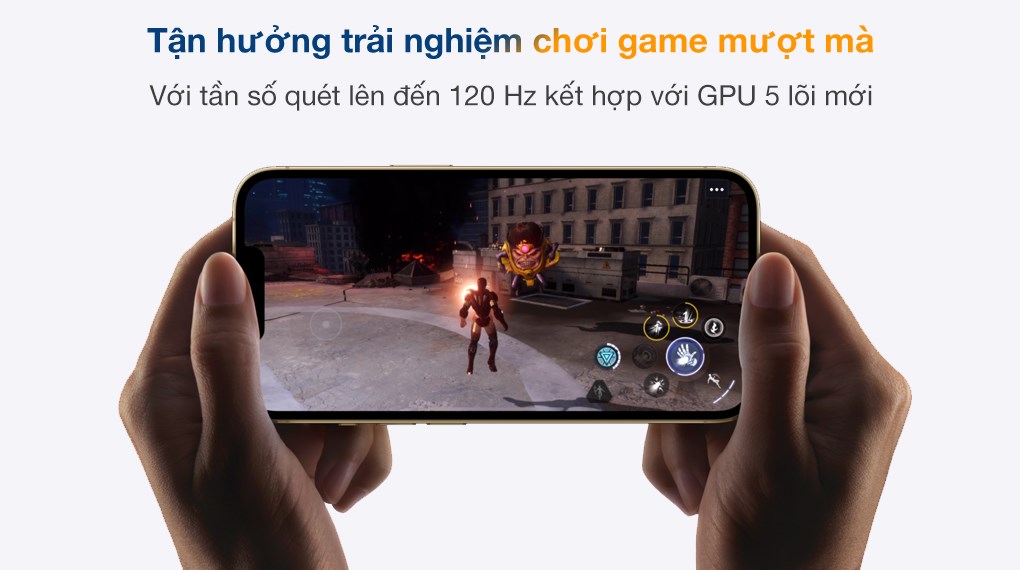 Tận hưởng trải nghiệm chơi game mượt mà
Với tần số quét lên đến 120 Hz kết hợp với GPU 5 lõi mới